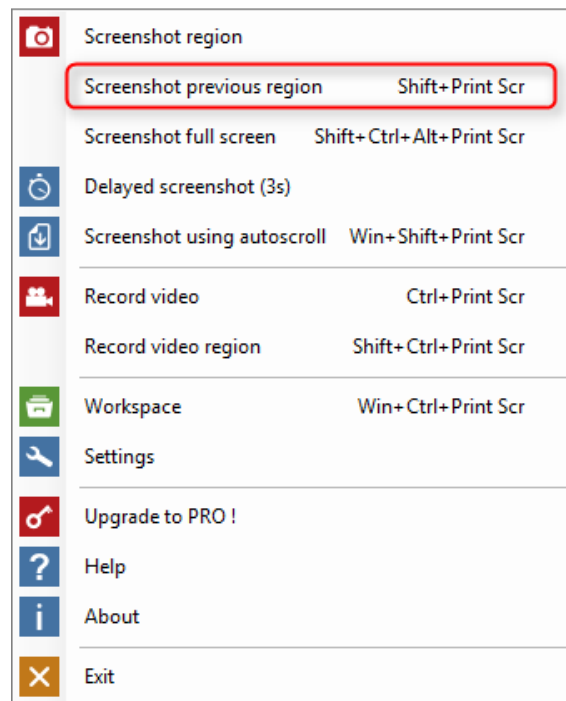 Screenshot region
Screenshot previous region Shift+Print Scr
Screenshot full screen Shift+Ctrl+Alt+Print Scr
Delayed screenshot (3s)
Screenshot using autoscroll Win+Shift+Print Scr
Record video Ctrl+Print Scr
Record video region Shift+Ctrl+Print Scr
Workspace Win+Ctrl+Print Scr
Settings
Upgrade to PRO !
? Help
i About
Exit